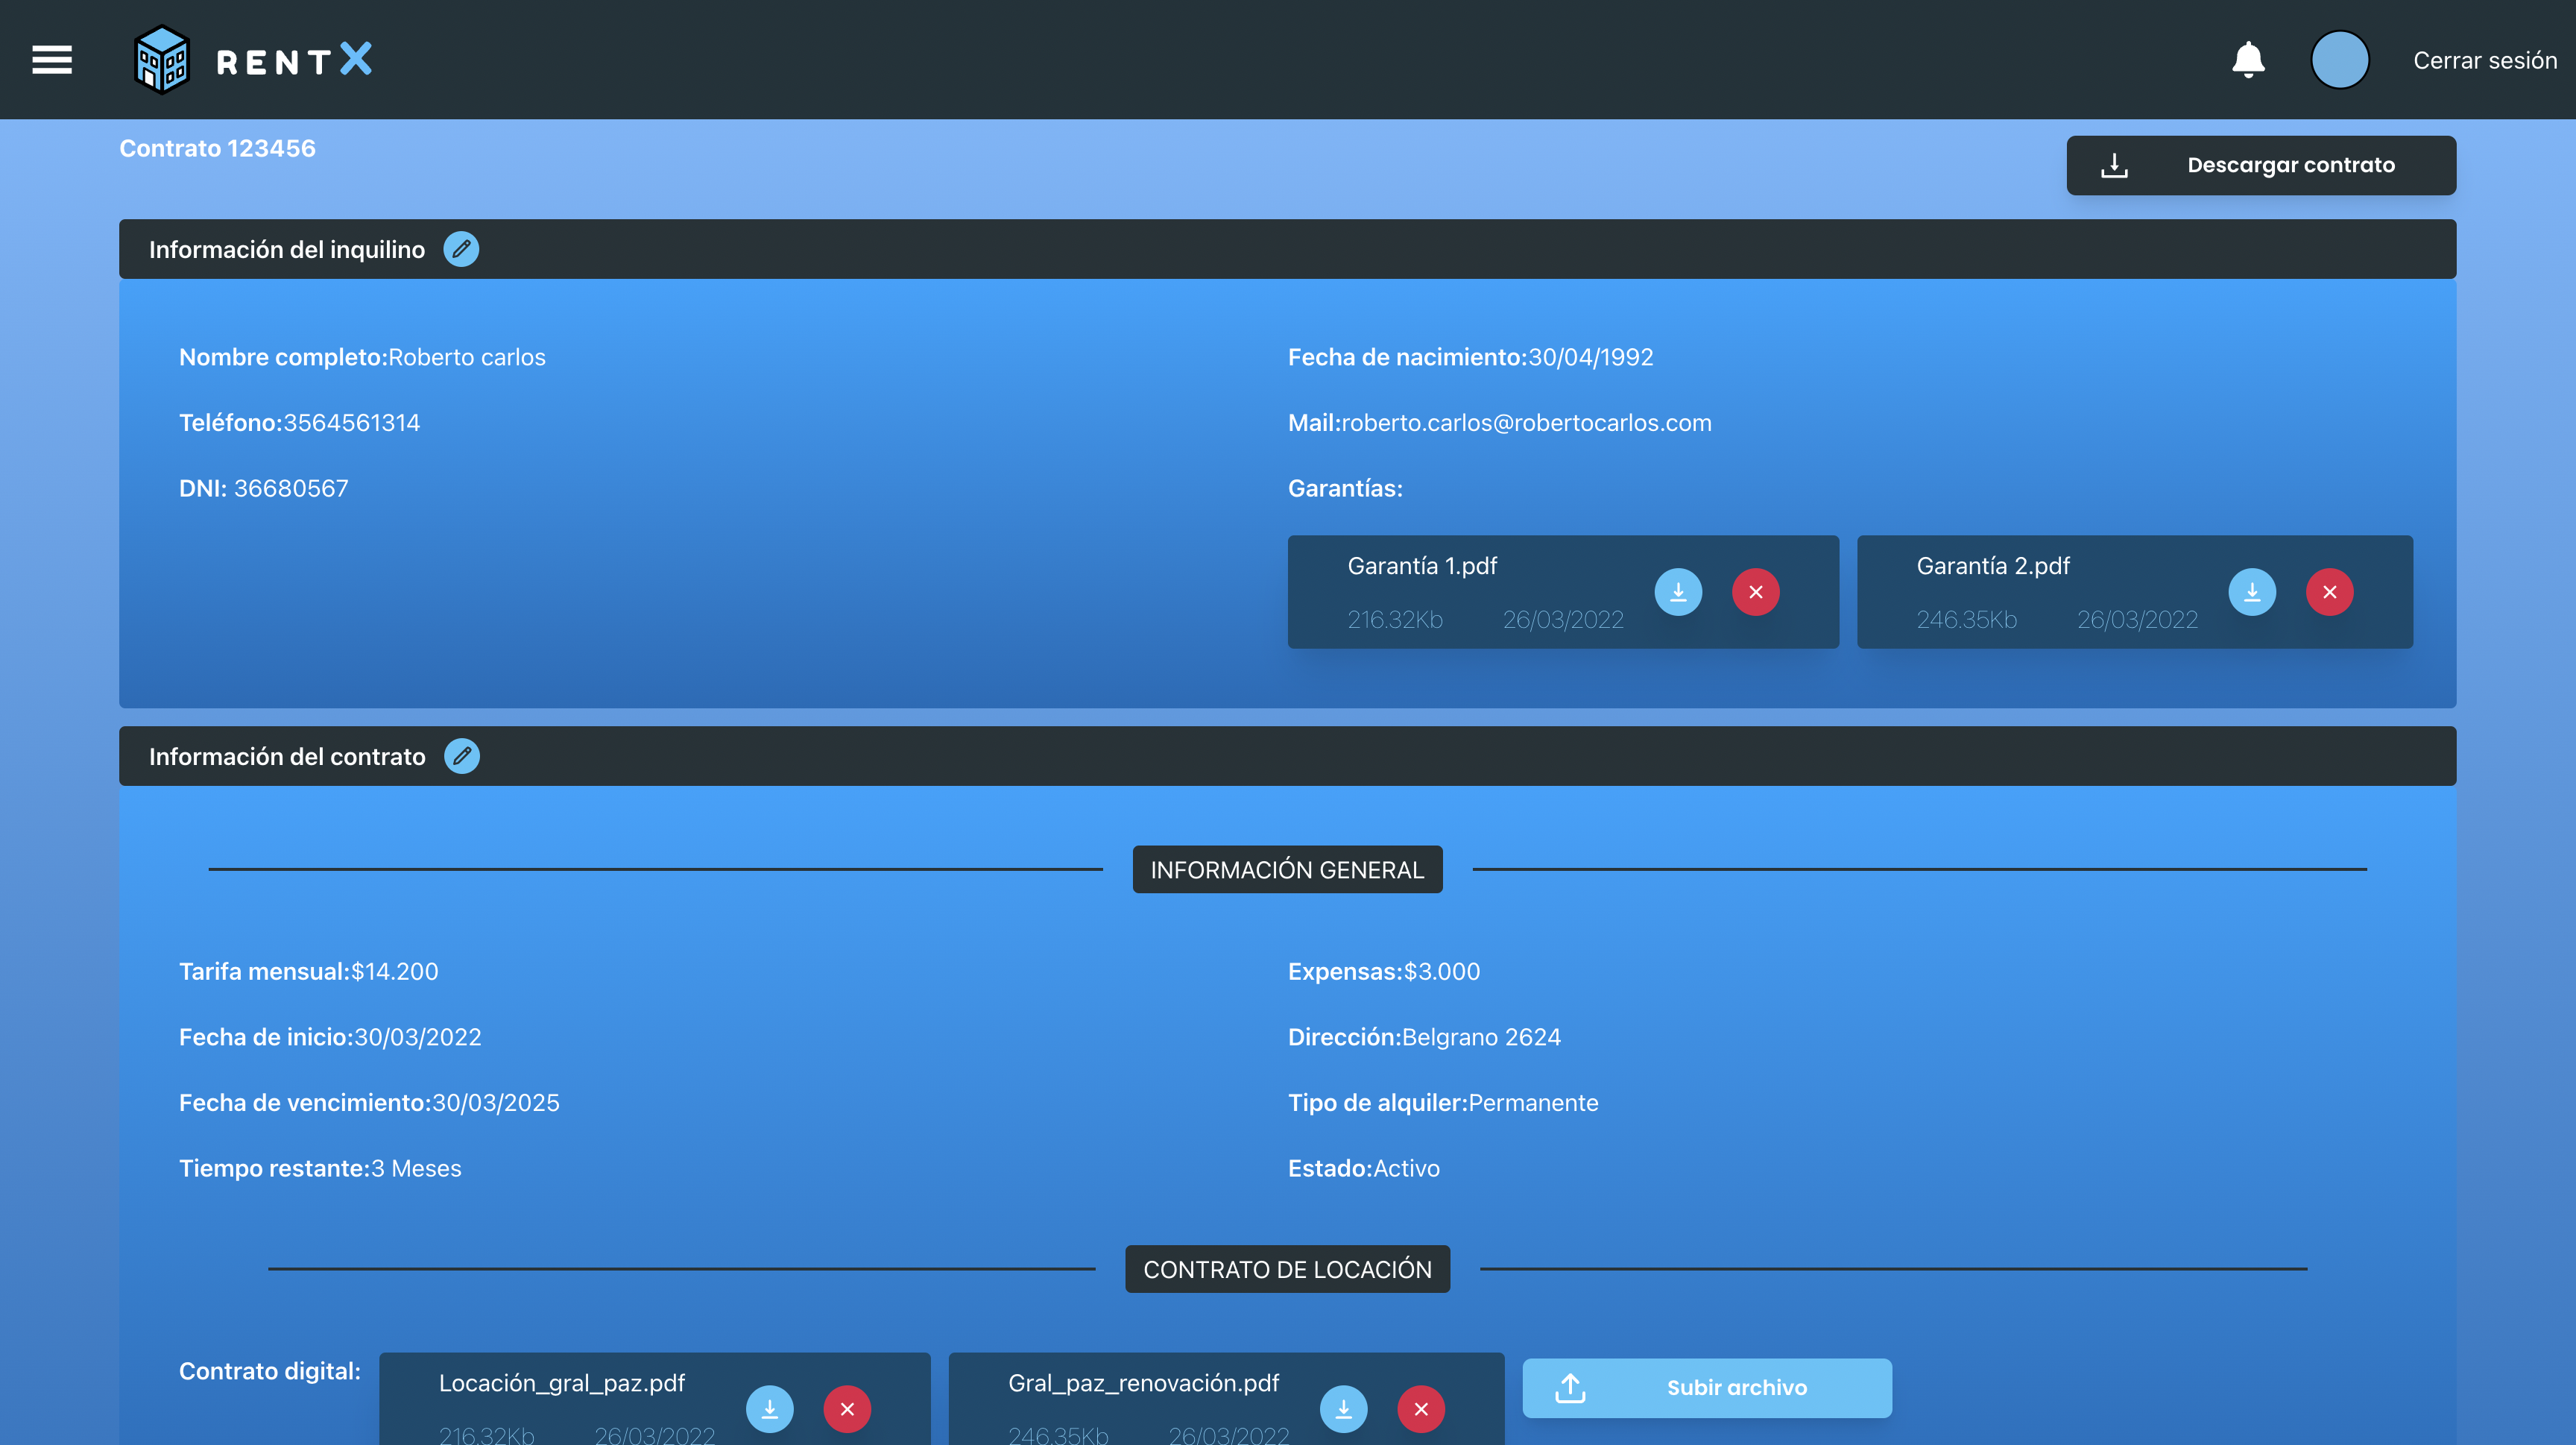 RENTX
Cerrar sesión
Contrato 123456
Descargar contrato
Información del inquilino
Nombre completo:Roberto carlos
Fecha de nacimiento:30/04/1992
Teléfono:3564561314
Mail:roberto.carlos@robertocarlos.com
DNI: 36680567
Garantías:
Garantía 1.pdf
216.32Kb 26/03/2022
Garantía 2.pdf
246.35Kb 26/03/2022
Información del contrato
INFORMACIÓN GENERAL
Tarifa mensual:$14.200
Expensas:$3.000
Fecha de inicio:30/03/2022
Dirección:Belgrano 2624
Fecha de vencimiento:30/03/2025
Tipo de alquiler:Permanente
Tiempo restante:3 Meses
Estado:Activo
CONTRATO DE LOCACIÓN
Contrato digital:
Locación_gral_paz.pdf
216.32Kb 26/03/2022
Gral_paz_renovación.pdf
246.35Kb 26/03/2022
Subir archivo